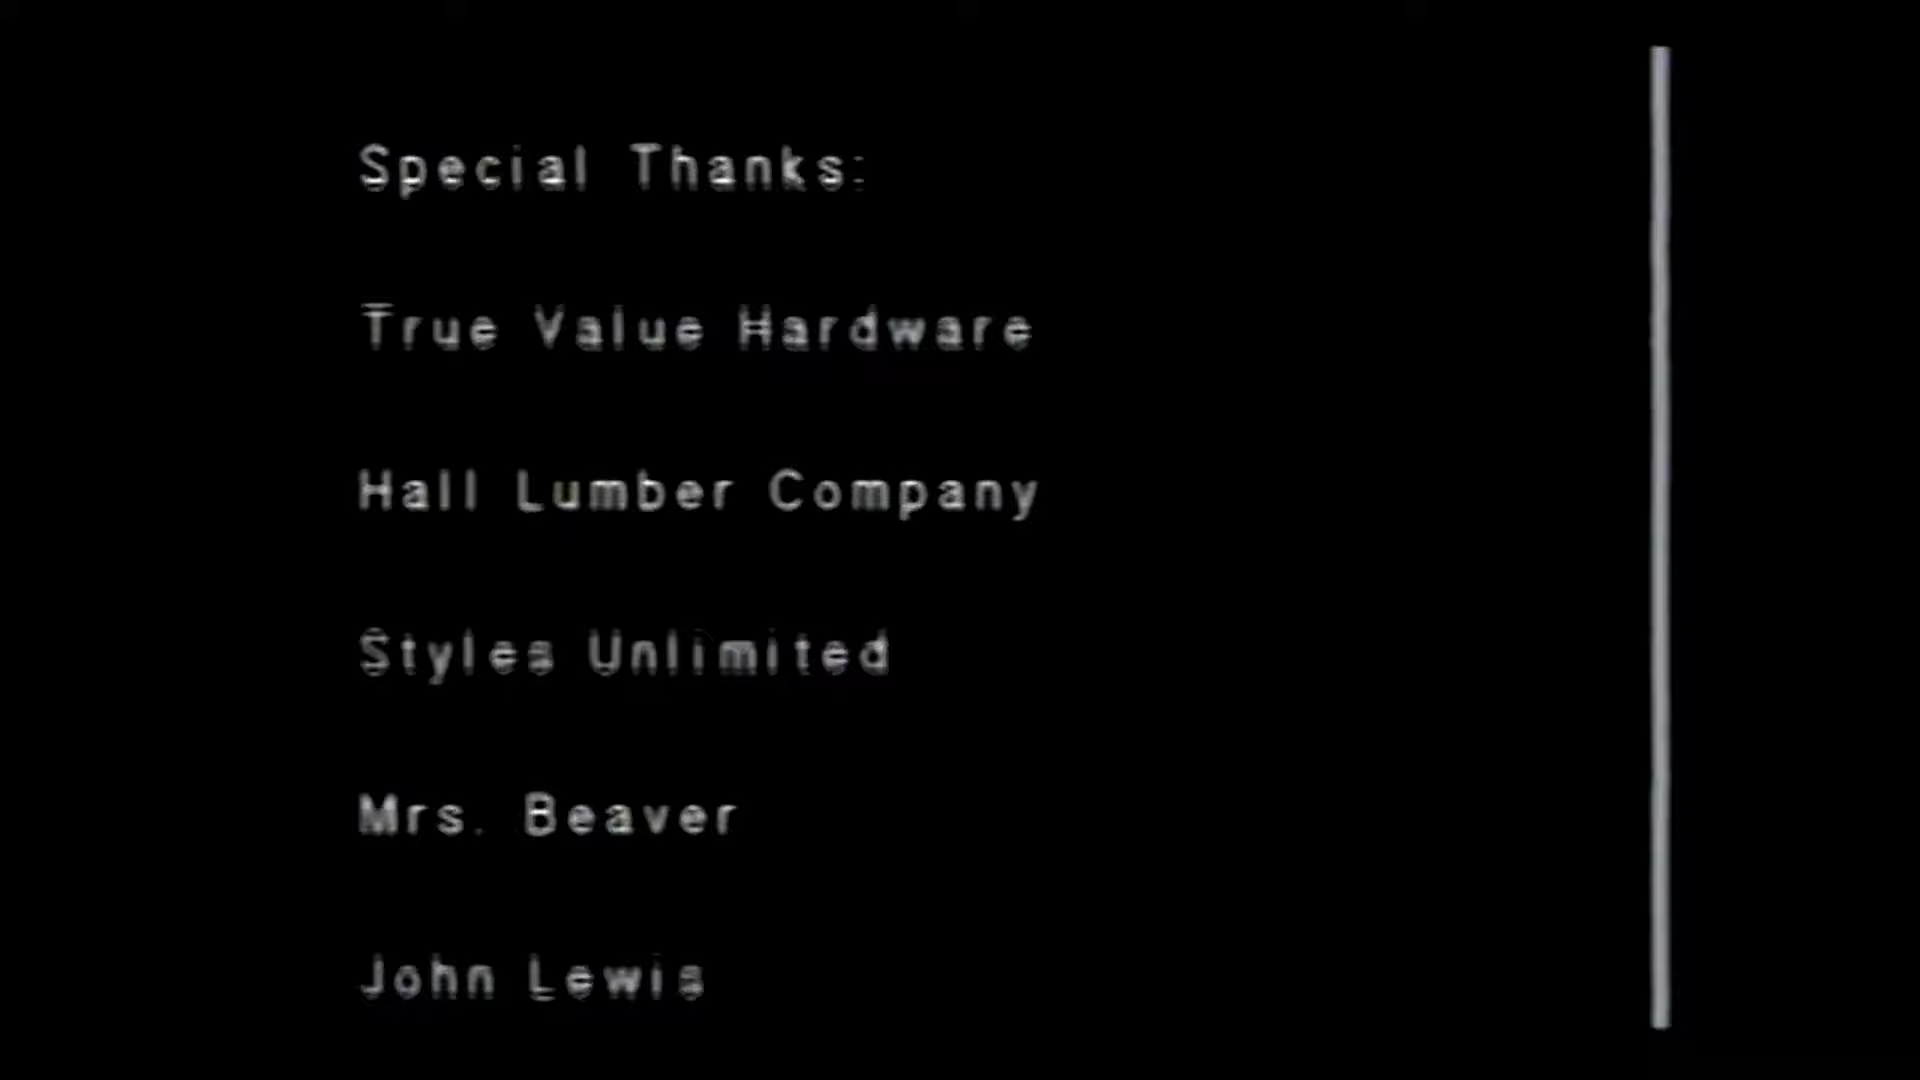 Special Thanks:
True Value Hardware
Hall Lumber Company
Styles Unlimited
Mrs. Beaver
John Lewis